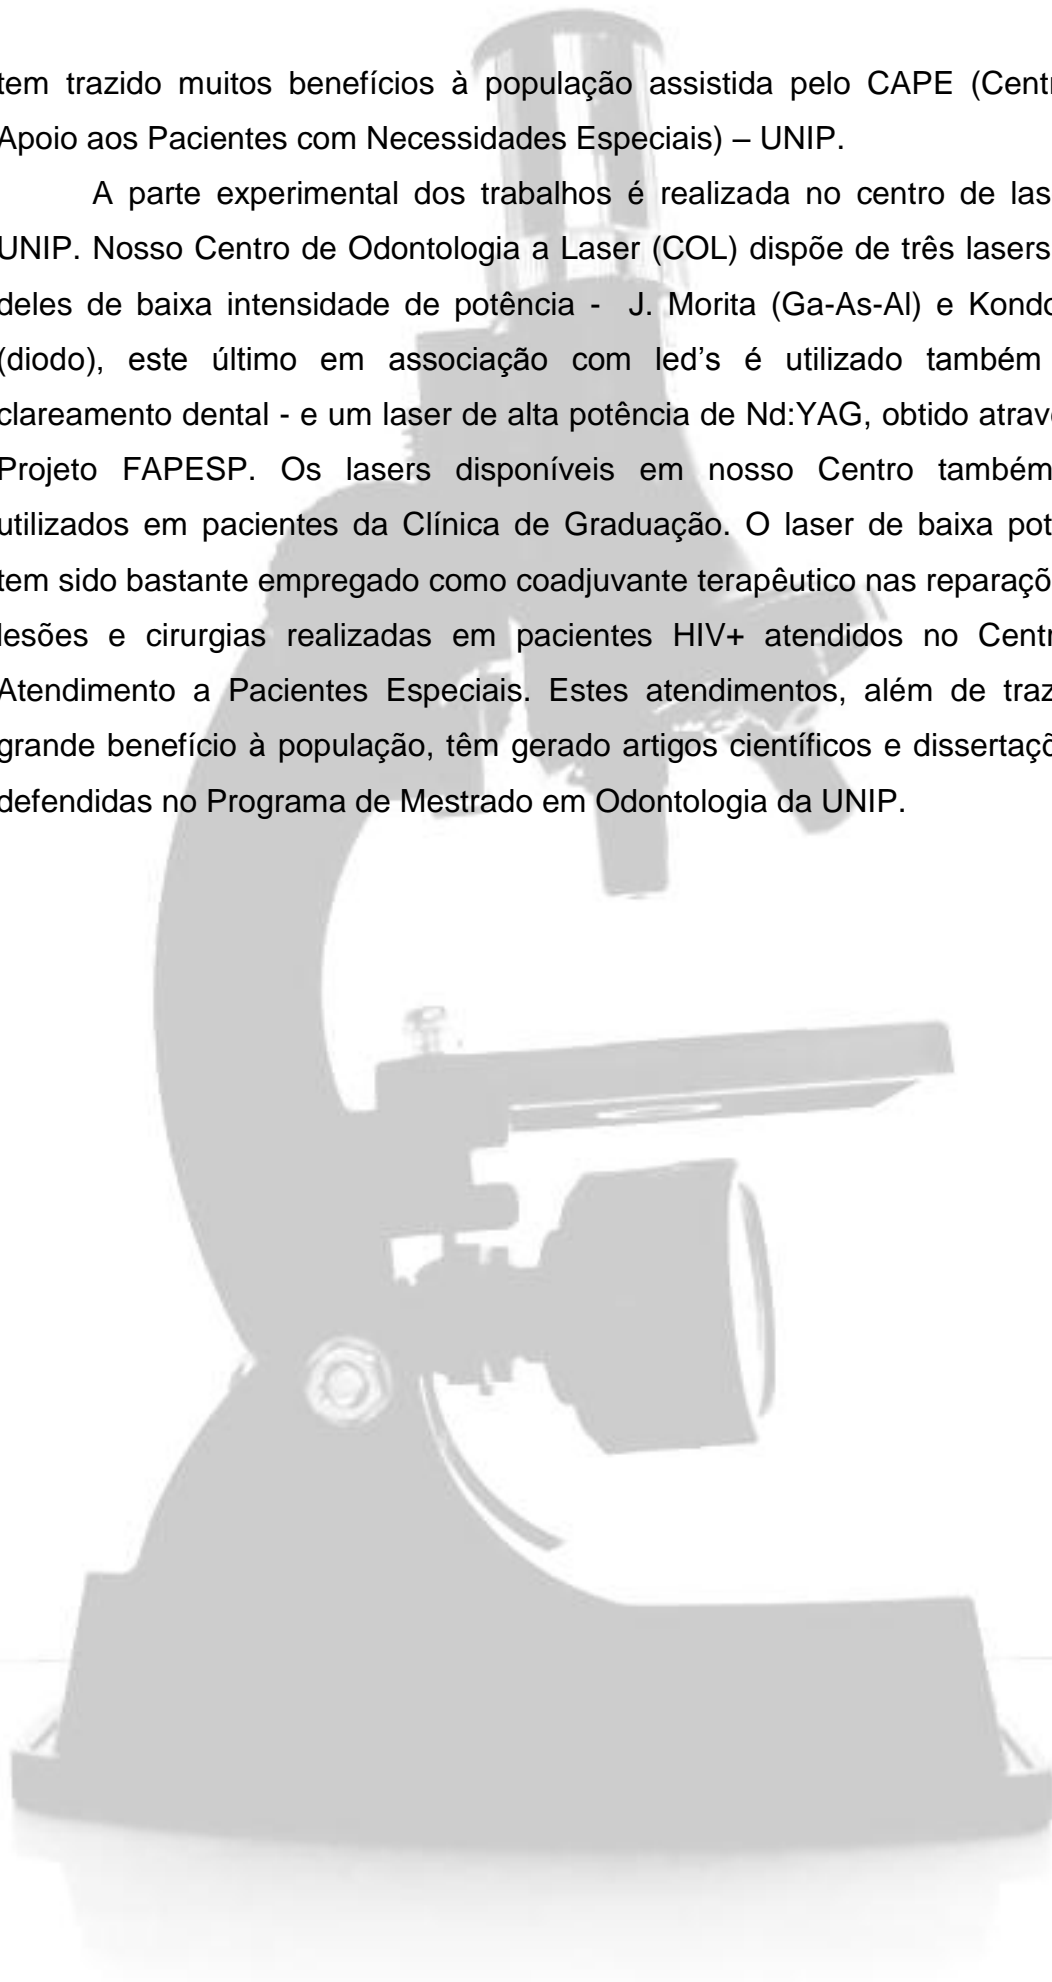 tem trazido muitos benefícios à população assistida pelo CAPE (Centr
Apoio aos Pacientes com Necessidades Especiais) – UNIP.
A parte experimental dos trabalhos é realizada no centro de las
UNIP. Nosso Centro de Odontologia a Laser (COL) dispõe de três lasers
deles de baixa intensidade de potência - J. Morita (Ga-As-Al) e Kondo
(diodo), este último em associação com led’s é utilizado também
clareamento dental - e um laser de alta potência de Nd:YAG, obtido atrav
Projeto FAPESP. Os lasers disponíveis em nosso Centro também
utilizados em pacientes da Clínica de Graduação. O laser de baixa pot
tem sido bastante empregado como coadjuvante terapêutico nas reparaçõ
lesões e cirurgias realizadas em pacientes HIV+ atendidos no Centr
Atendimento a Pacientes Especiais. Estes atendimentos, além de traz
grande benefício à população, têm gerado artigos científicos e dissertaçõ
defendidas no Programa de Mestrado em Odontologia da UNIP.